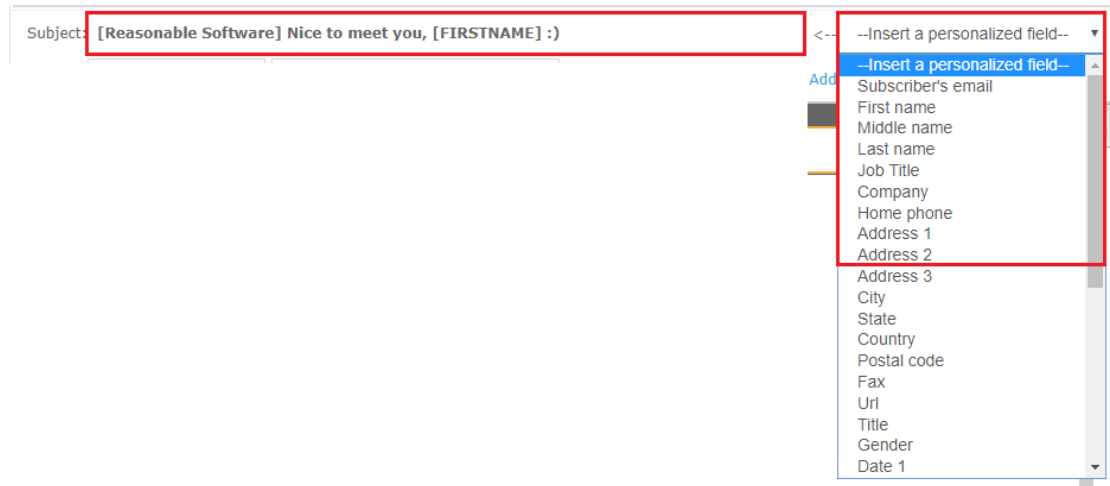 Subject: [Reasonable Software] Nice to meet you, [FIRSTNAME] :) <-- --Insert a personalized field--
--Insert a personalized field--
Add
Subscriber's email
First name
Middle name
Last name
Job Title
Company
Home phone
Address 1
Address 2
Address 3
City
State
Country
Postal code
Fax
Url
Title
Gender
Date 1